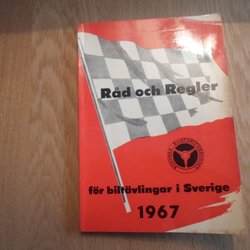 Råd och Regler
för biltävlingar i Sverige
1967